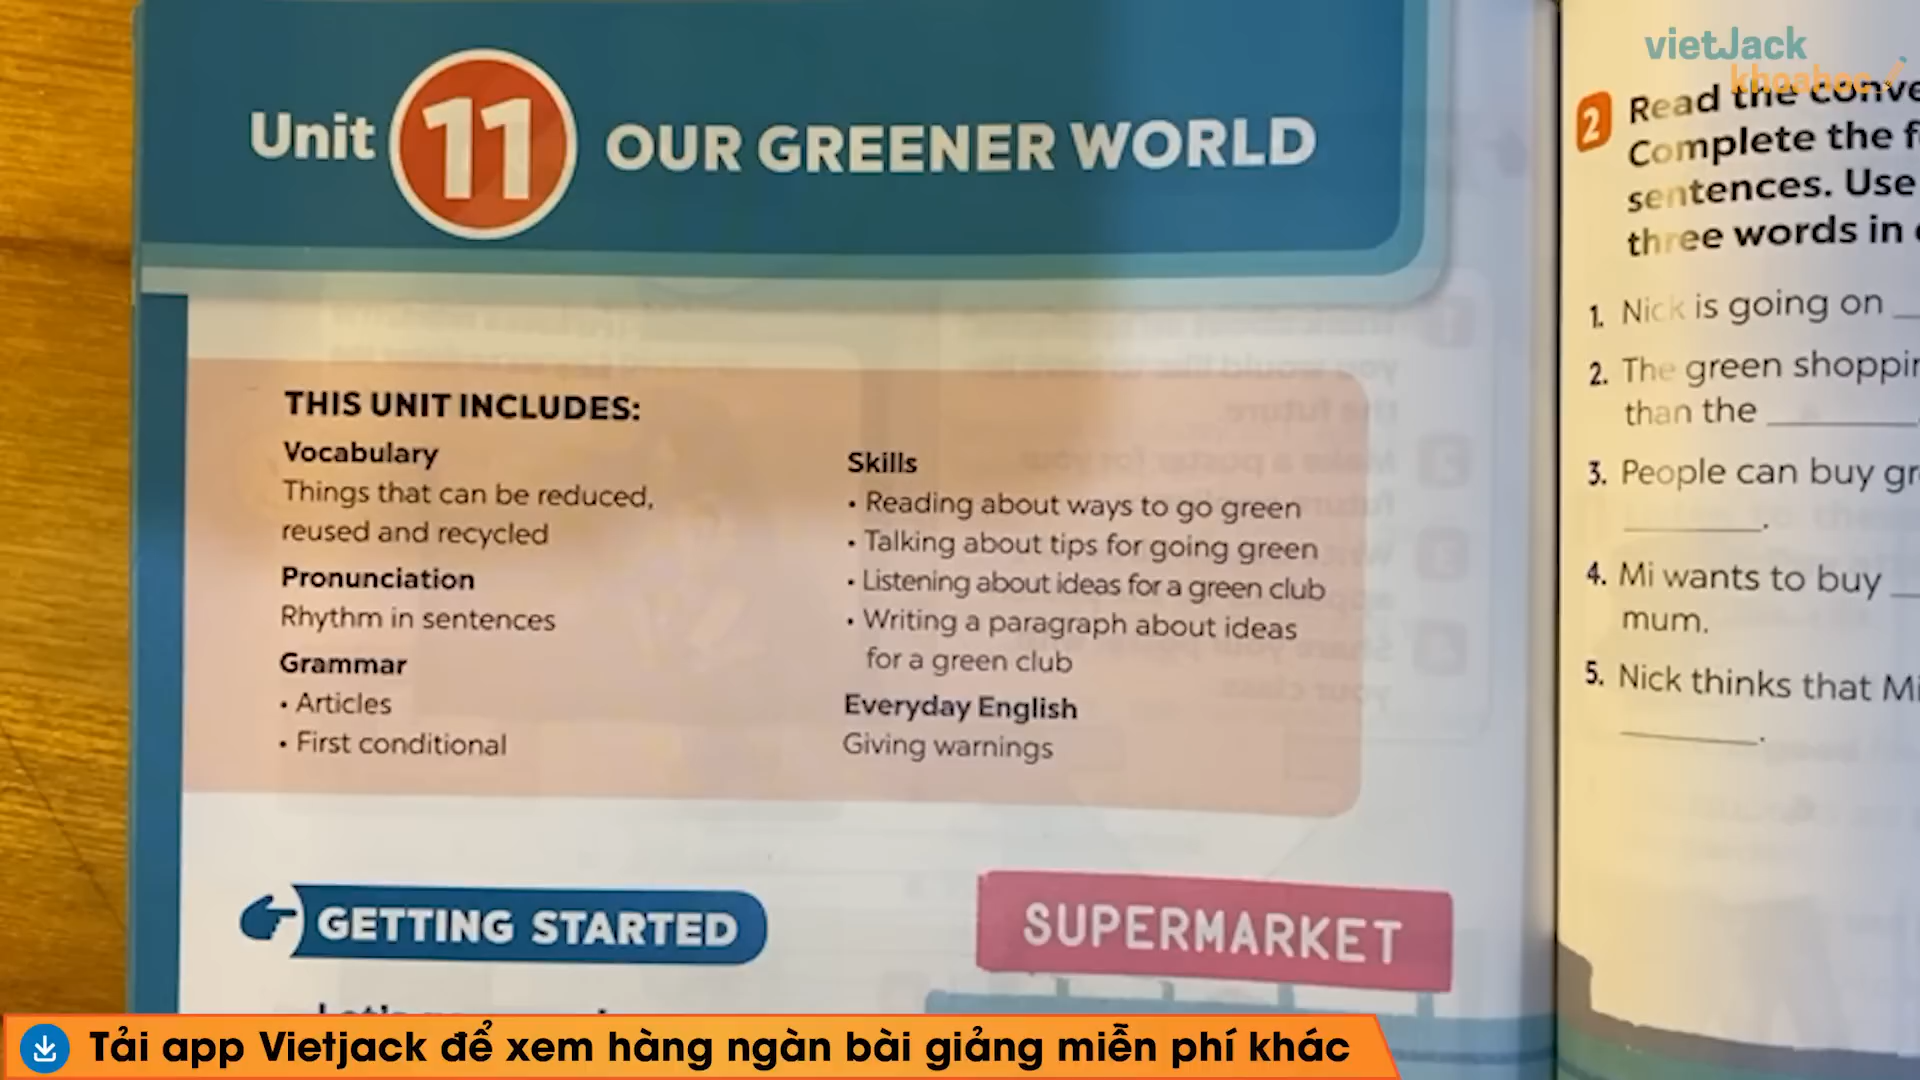 Unit 11 OUR GREENER WORLD
THIS UNIT INCLUDES:
Vocabulary
Things that can be reduced,
reused and recycled
Pronunciation
Rhythm in sentences
Grammar
• Articles
• First conditional
Skills
• Reading about ways to go green
• Talking about tips for going green
• Listening about ideas for a green club
• Writing a paragraph about ideas
for a green club
Everyday English
Giving warnings
GETTING STARTED
SUPERMARKET
vietJack
khoahoc
2 Read the
Complete the
sentences. Use
three words in
1. Nick is going on
2. The green
than the ________
3. People can buy
________.
4. Mi wants to buy
mum.
5. Nick thinks that Mi
________.
Tải app Vietjack để xem hàng ngàn bài giảng miễn phí khác